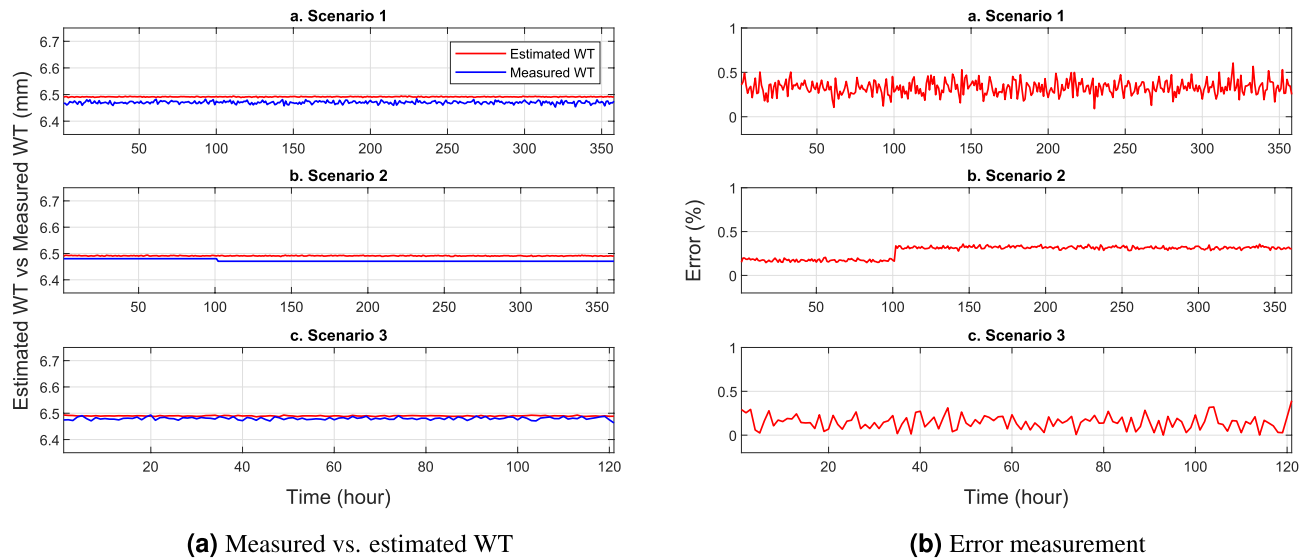 a. Scenario 1
6.7
6.6
6.5
6.4
Estimated WT
Measured WT
50 100 150 200 250 300 350
b. Scenario 2
6.7
6.6
6.5
6.4
50 100 150 200 250 300 350
c. Scenario 3
6.7
6.6
6.5
6.4
20 40 60 80 100 120
Estimated WT vs Measured WT (mm)
Time (hour)
(a) Measured vs. estimated WT
a. Scenario 1
1
0.5
0
50 100 150 200 250 300 350
b. Scenario 2
1
0.5
0
50 100 150 200 250 300 350
c. Scenario 3
1
0.5
0
20 40 60 80 100 120
Error (%)
Time (hour)
(b) Error measurement